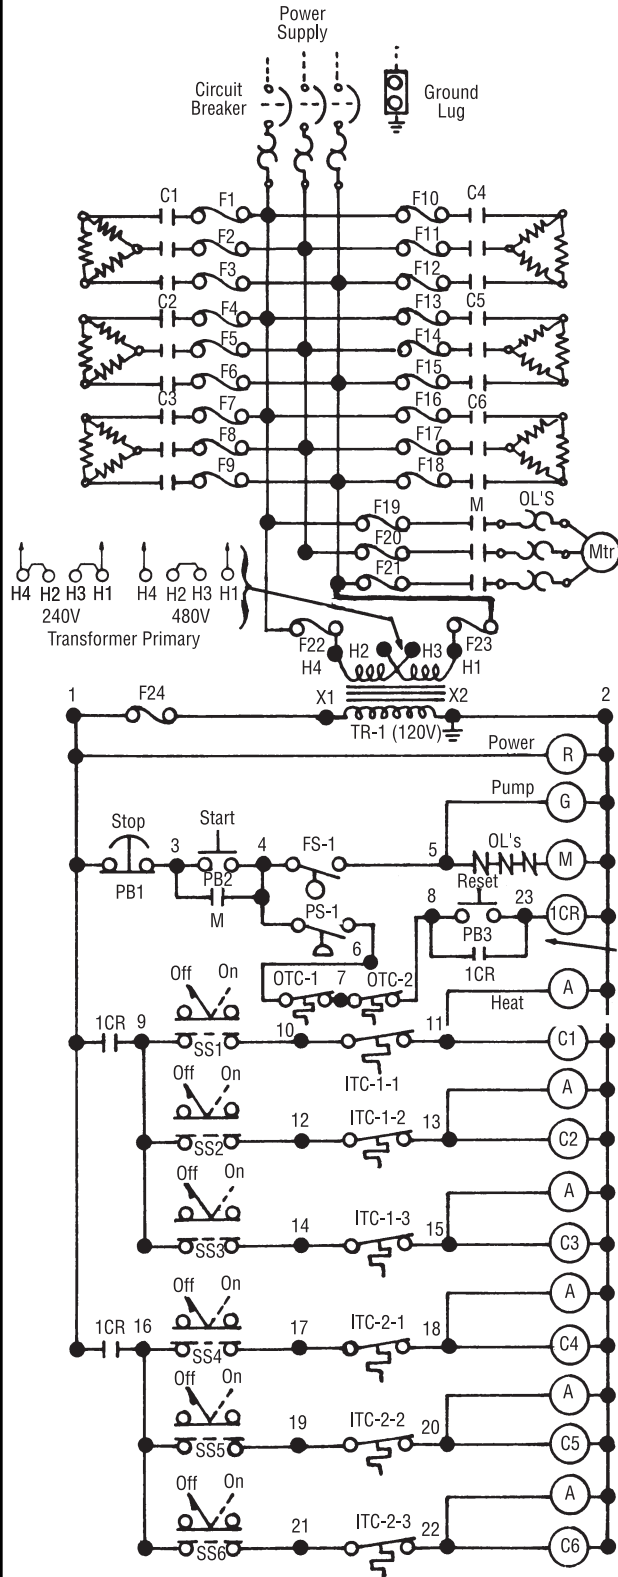 Power
Supply
Circuit
Breaker
Ground
Lug
C1 F1 F10 C4
F2 F11
F3 F12
C2 F4 F13 C5
F5 F14
F6 F15
C3 F7 F16 C6
F8 F17
F9 F18
F19 M OL'S
F20 Mtr
F21
H4 H2 H3 H1 H4 H2 H3 H1
240V 480V
Transformer Primary
F22 H2 H3 F23
H4 H1
1 F24 X1 X2 2
TR-1 (120V)
Power R
Pump G
Stop 3 Start 4 FS-1 5 OL's M
PB1 PB2 Reset
M PS-1 8 23 1CR
6 PB3
1CR
OTC-1 7 OTC-2
Off On Heat A
1CR 9 SS1 10 11 C1
ITC-1-1
Off On A
SS2 12 ITC-1-2 13 C2
Off On A
SS3 14 ITC-1-3 15 C3
Off On A
1CR 16 SS4 17 ITC-2-1 18 C4
Off On A
SS5 19 ITC-2-2 20 C5
Off On A
SS6 21 ITC-2-3 22 C6